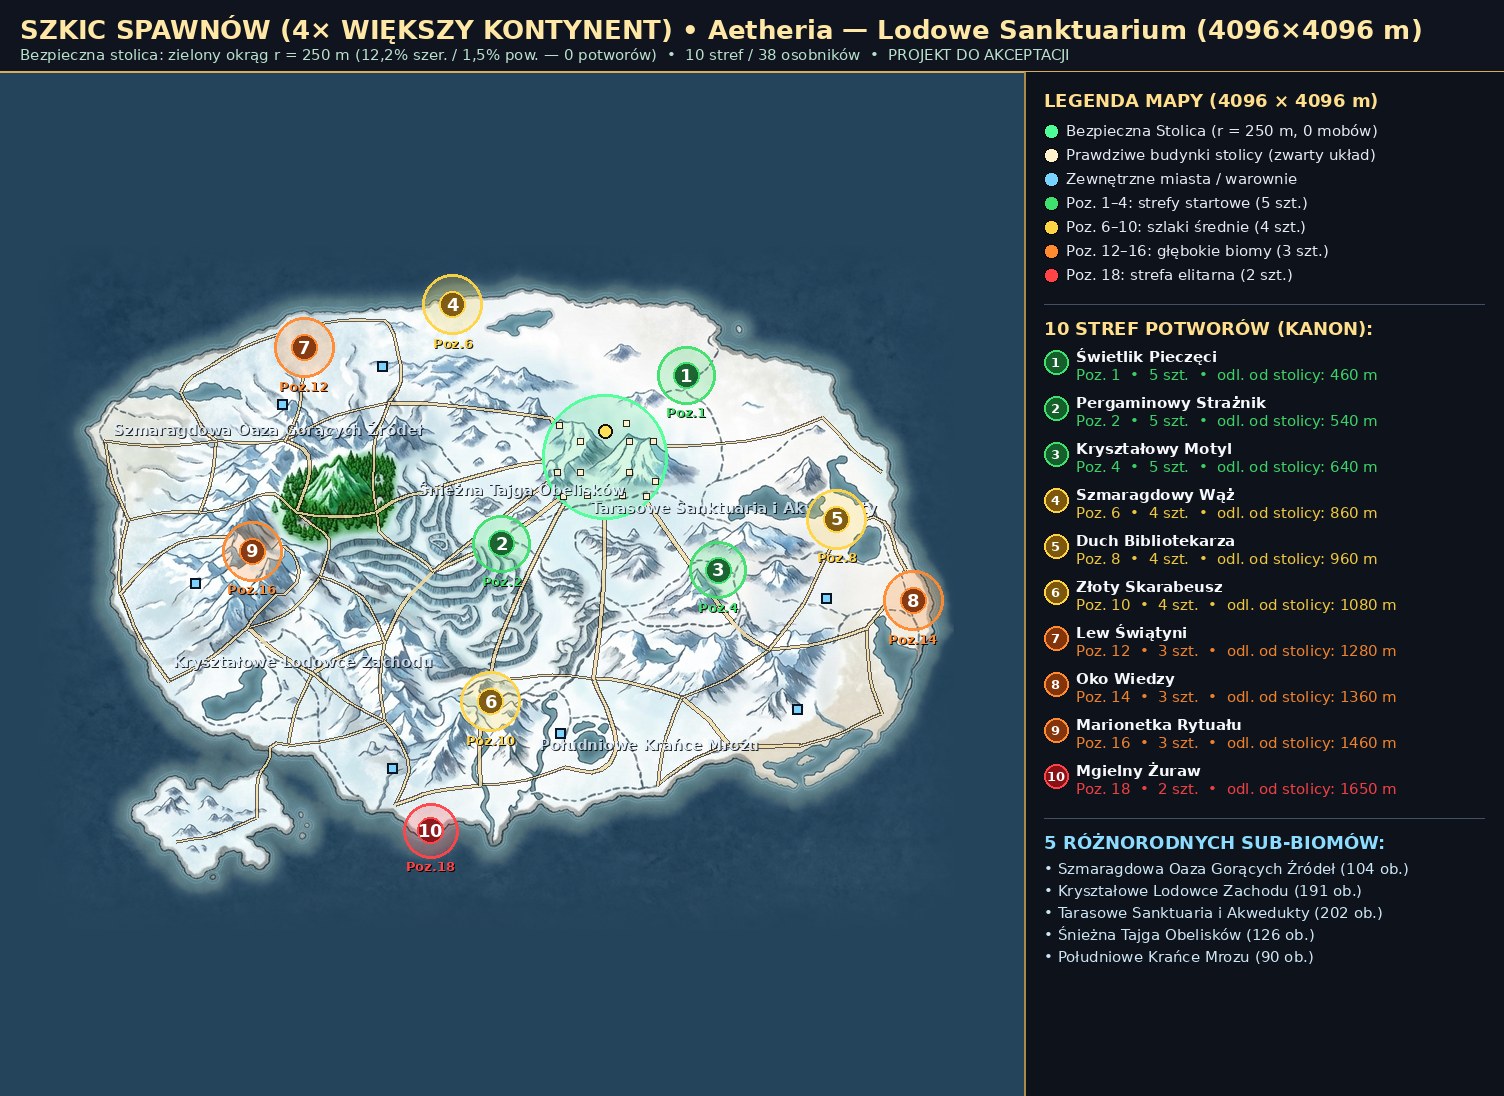 SZKIC SPAWNÓW (4× WIĘKSZY KONTYNENT) • Aetheria — Lodowe Sanktuarium (4096×4096 m)
Bezpieczna stolica: zielony okrąg r = 250 m (12,2% szer. / 1,5% pow. — 0 potworów) • 10 stref / 38 osobników • PROJEKT DO AKCEPTACJI
4
Poz.6
7
Poz.12
1
Poz.1
Szmaragdowa Oaza Gorących Źródeł
Śnieżna Tajga Obelisków
Tarasowe Sanktuaria i Akwedukty
5
Poz.8
2
Poz.2
9
Poz.16
3
Poz.4
8
Poz.14
Kryształowe Lodowce Zachodu
6
Poz.10
Południowe Krańce Mrozu
10
Poz.18
LEGENDA MAPY (4096 × 4096 m)
Bezpieczna Stolica (r = 250 m, 0 mobów)
Prawdziwe budynki stolicy (zwarty układ)
Zewnętrzne miasta / warownie
Poz. 1–4: strefy startowe (5 szt.)
Poz. 6–10: szlaki średnie (4 szt.)
Poz. 12–16: głębokie biomy (3 szt.)
Poz. 18: strefa elitarna (2 szt.)
10 STREF POTWORÓW (KANON):
1 Świetlik Pieczęci
Poz. 1 • 5 szt. • odl. od stolicy: 460 m
2 Pergaminowy Strażnik
Poz. 2 • 5 szt. • odl. od stolicy: 540 m
3 Kryształowy Motyl
Poz. 4 • 5 szt. • odl. od stolicy: 640 m
4 Szmaragdowy Wąż
Poz. 6 • 4 szt. • odl. od stolicy: 860 m
5 Duch Bibliotekarza
Poz. 8 • 4 szt. • odl. od stolicy: 960 m
6 Złoty Skarabeusz
Poz. 10 • 4 szt. • odl. od stolicy: 1080 m
7 Lew Świątyni
Poz. 12 • 3 szt. • odl. od stolicy: 1280 m
8 Oko Wiedzy
Poz. 14 • 3 szt. • odl. od stolicy: 1360 m
9 Marionetka Rytuału
Poz. 16 • 3 szt. • odl. od stolicy: 1460 m
10 Mgielny Żuraw
Poz. 18 • 2 szt. • odl. od stolicy: 1650 m
5 RÓŻNORODNYCH SUB-BIOMÓW:
• Szmaragdowa Oaza Gorących Źródeł (104 ob.)
• Kryształowe Lodowce Zachodu (191 ob.)
• Tarasowe Sanktuaria i Akwedukty (202 ob.)
• Śnieżna Tajga Obelisków (126 ob.)
• Południowe Krańce Mrozu (90 ob.)